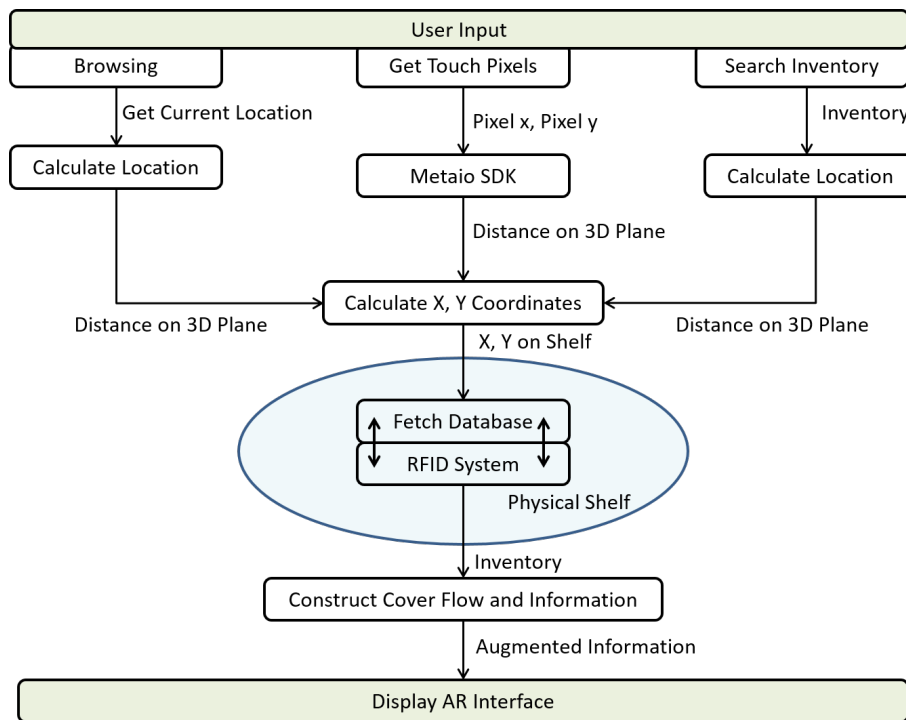 User Input
Browsing
Get Touch Pixels
Search Inventory
Get Current Location
Pixel x, Pixel y
Inventory
Calculate Location
Metaio SDK
Calculate Location
Distance on 3D Plane
Calculate X, Y Coordinates
Distance on 3D Plane
Distance on 3D Plane
X, Y on Shelf
Fetch Database
RFID System
Physical Shelf
Inventory
Construct Cover Flow and Information
Augmented Information
Display AR Interface